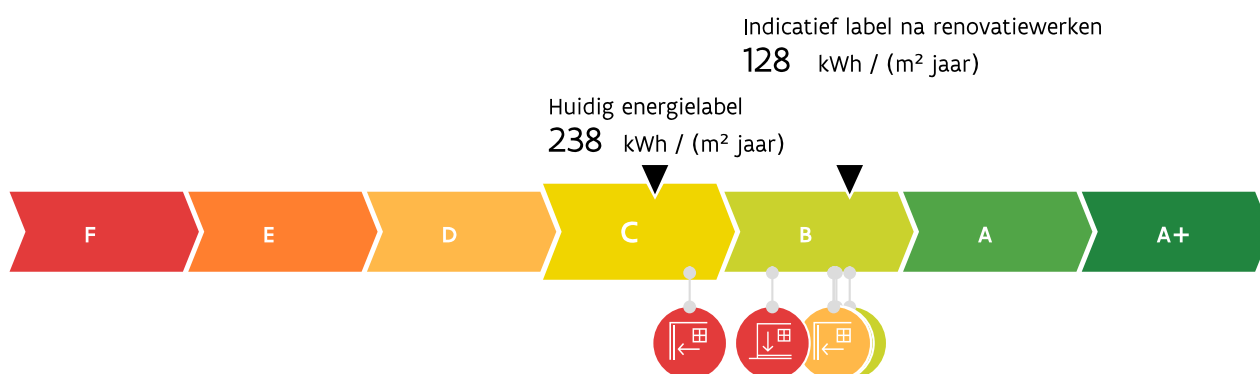 Indicatief label na renovatiewerken
128 kWh / (m² jaar)
Huidig energielabel
238 kWh / (m² jaar)
F E D C B A A+